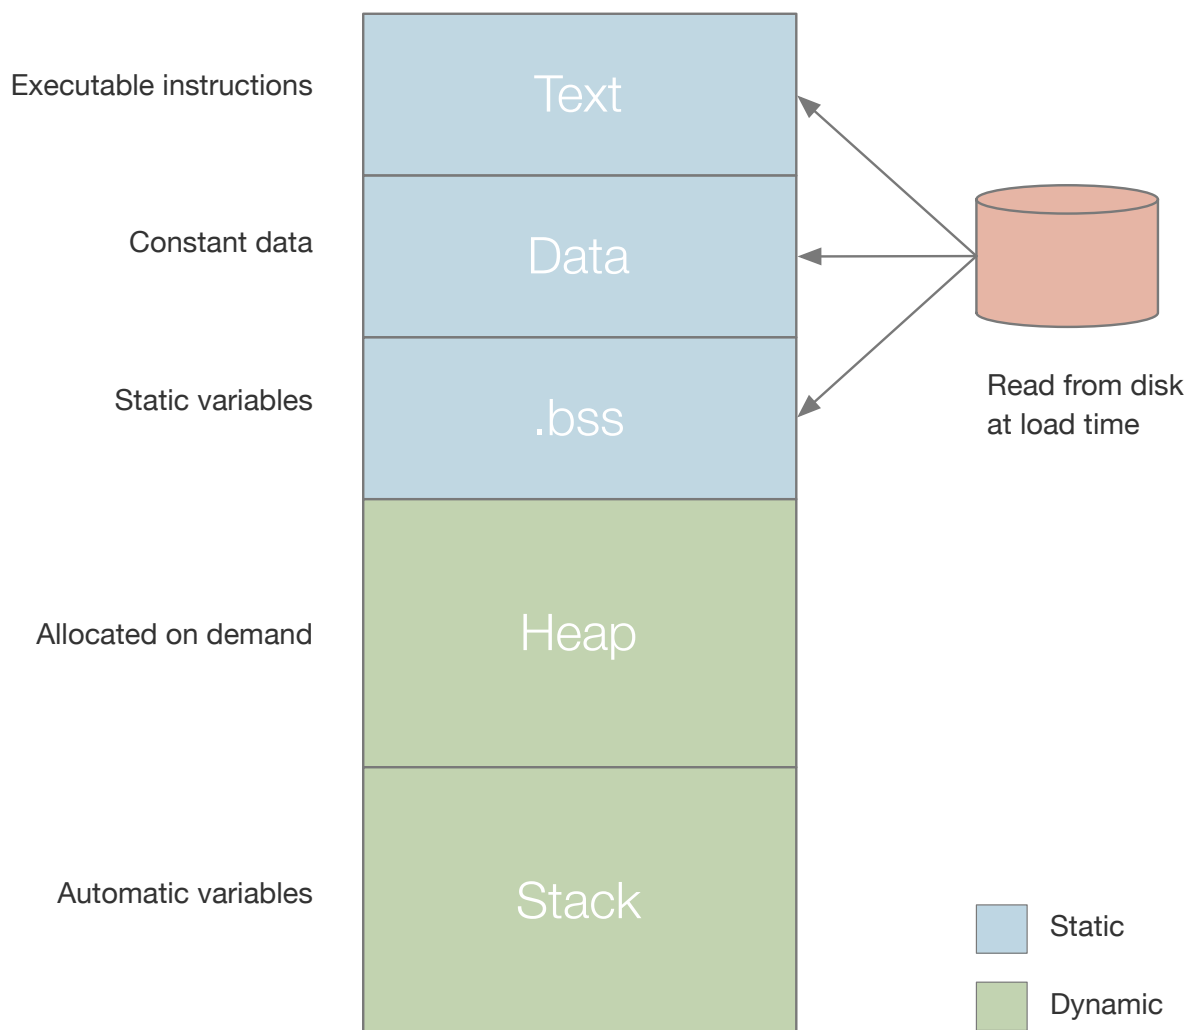 Executable instructions
Text
Constant data
Data
Static variables
.bss
Read from disk
at load time
Allocated on demand
Heap
Automatic variables
Stack
Static
Dynamic